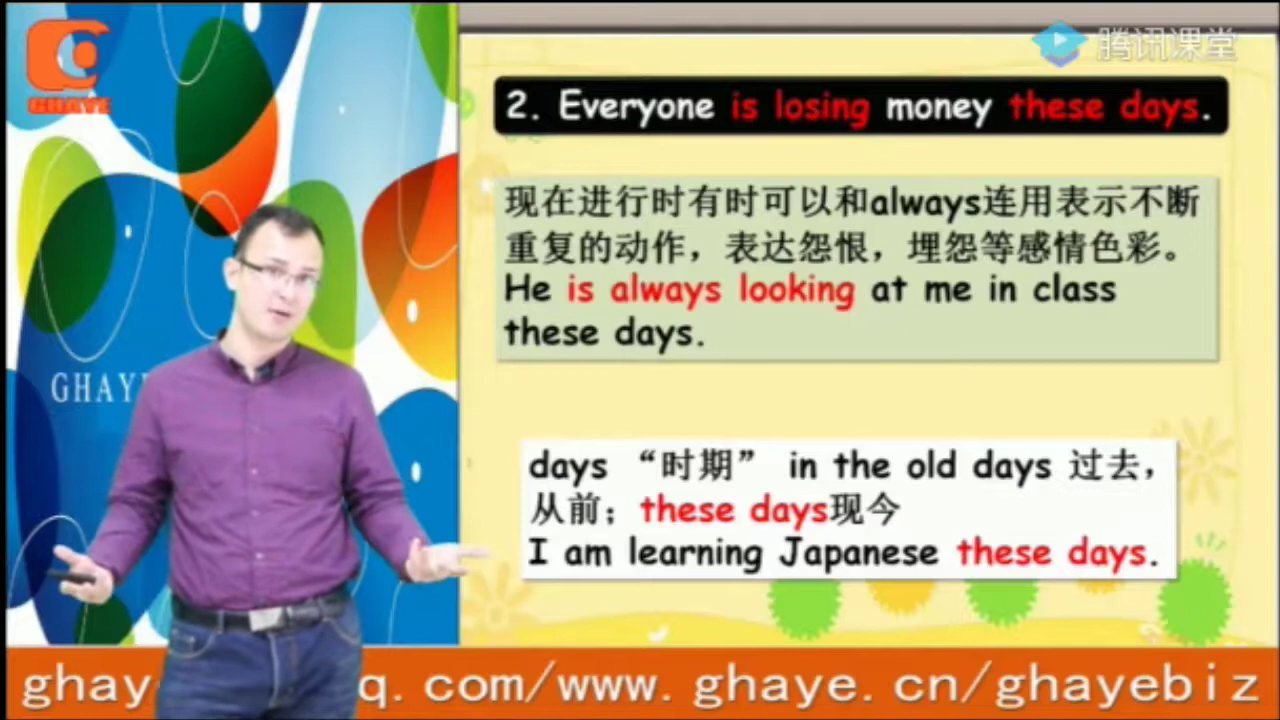 GHAYE
腾讯课堂
2. Everyone is losing money these days.
现在进行时有时可以和always连用表示不断
重复的动作，表达怨恨，埋怨等感情色彩。
He is always looking at me in class
these days.
GHAY
days “时期” in the old days 过去，
从前；these days现今
I am learning Japanese these days.
ghay q.com/www.ghaye.cn/ghayebiz